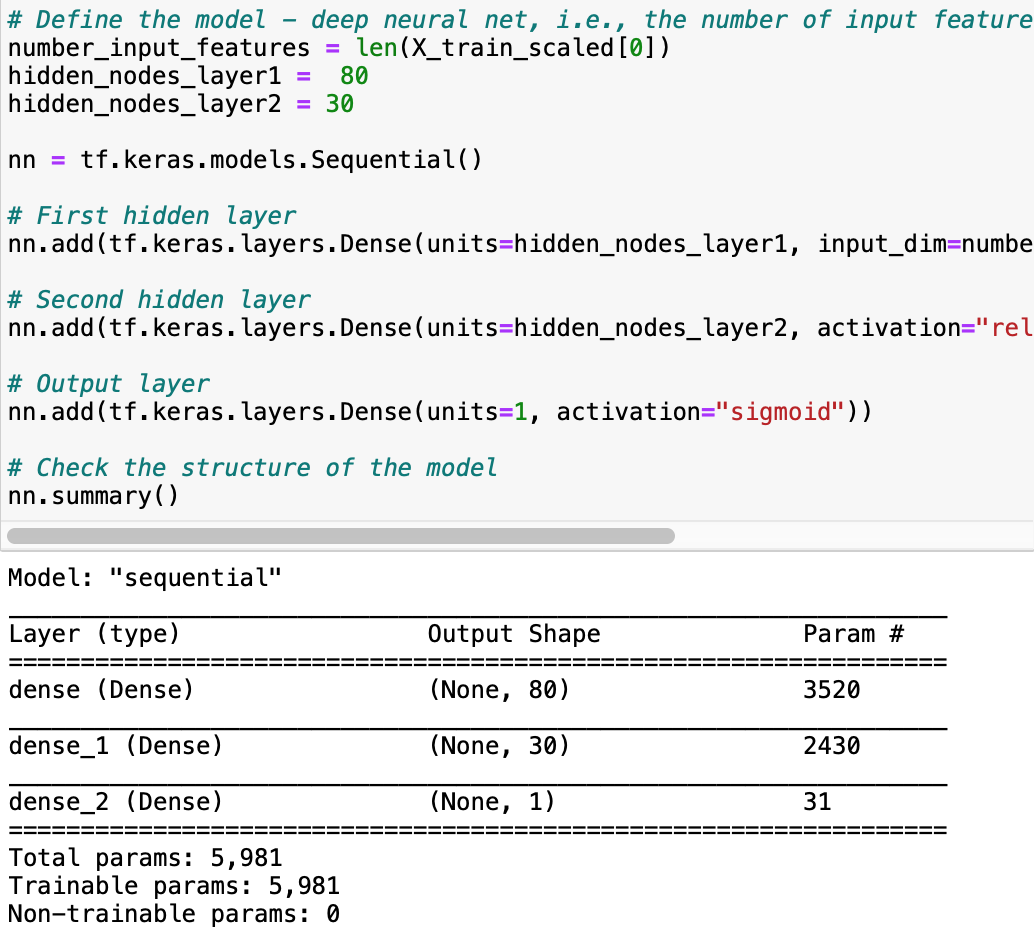 # Define the model - deep neural net, i.e., the number of input feature
number_input_features = len(X_train_scaled[0])
hidden_nodes_layer1 =  80
hidden_nodes_layer2 = 30
nn = tf.keras.models.Sequential()
# First hidden layer
nn.add(tf.keras.layers.Dense(units=hidden_nodes_layer1, input_dim=numbe
# Second hidden layer
nn.add(tf.keras.layers.Dense(units=hidden_nodes_layer2, activation="rel
# Output layer
nn.add(tf.keras.layers.Dense(units=1, activation="sigmoid"))
# Check the structure of the model
nn.summary()
Model: "sequential"
Layer (type) Output Shape Param #
dense (Dense) (None, 80) 3520
dense_1 (Dense) (None, 30) 2430
dense_2 (Dense) (None, 1) 31
Total params: 5,981
Trainable params: 5,981
Non-trainable params: 0